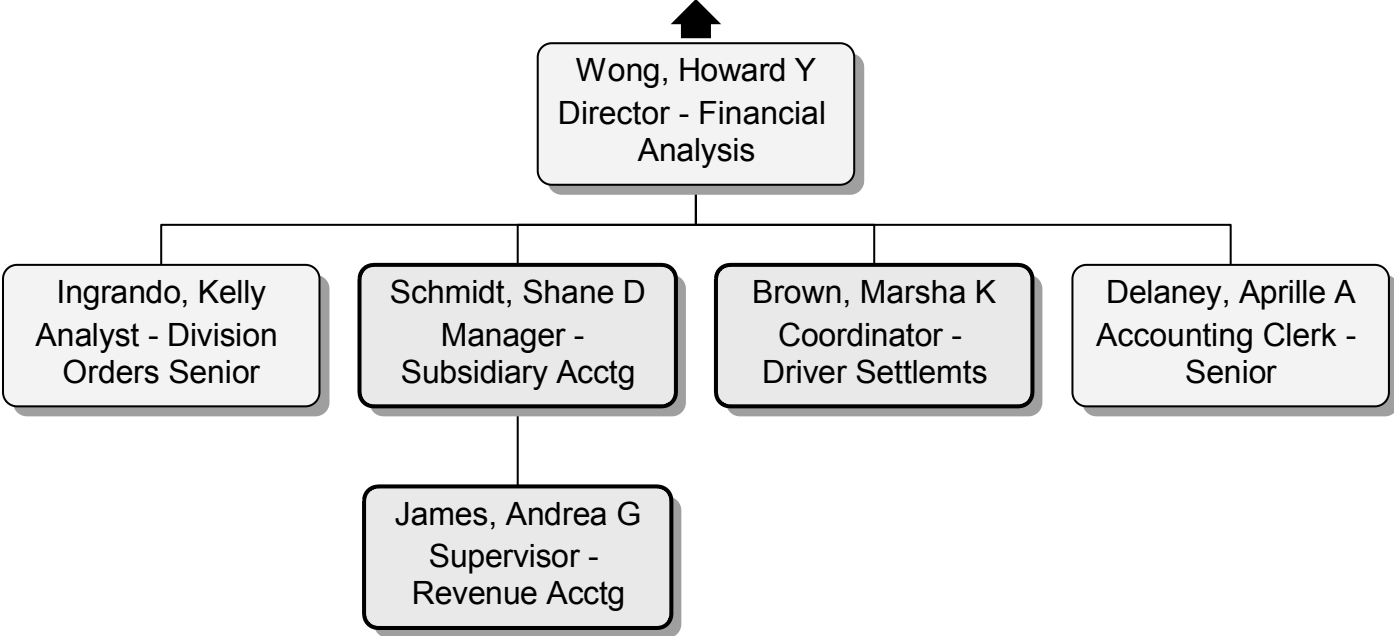 Wong, Howard Y
Director - Financial
Analysis
Ingrando, Kelly
Analyst - Division
Orders Senior
Schmidt, Shane D
Manager -
Subsidiary Acctg
Brown, Marsha K
Coordinator -
Driver Settlemts
Delaney, Aprille A
Accounting Clerk -
Senior
James, Andrea G
Supervisor -
Revenue Acctg